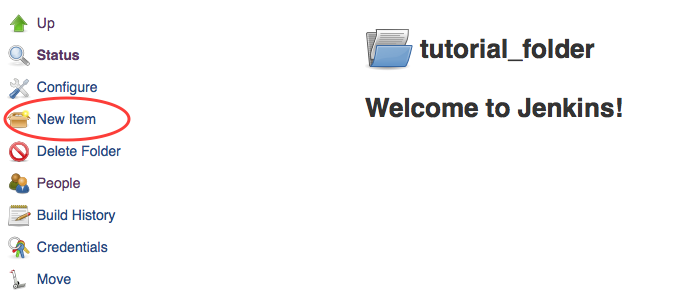 Up
Status
Configure
New Item
Delete Folder
People
Build History
Credentials
Move
tutorial_folder
Welcome to Jenkins!